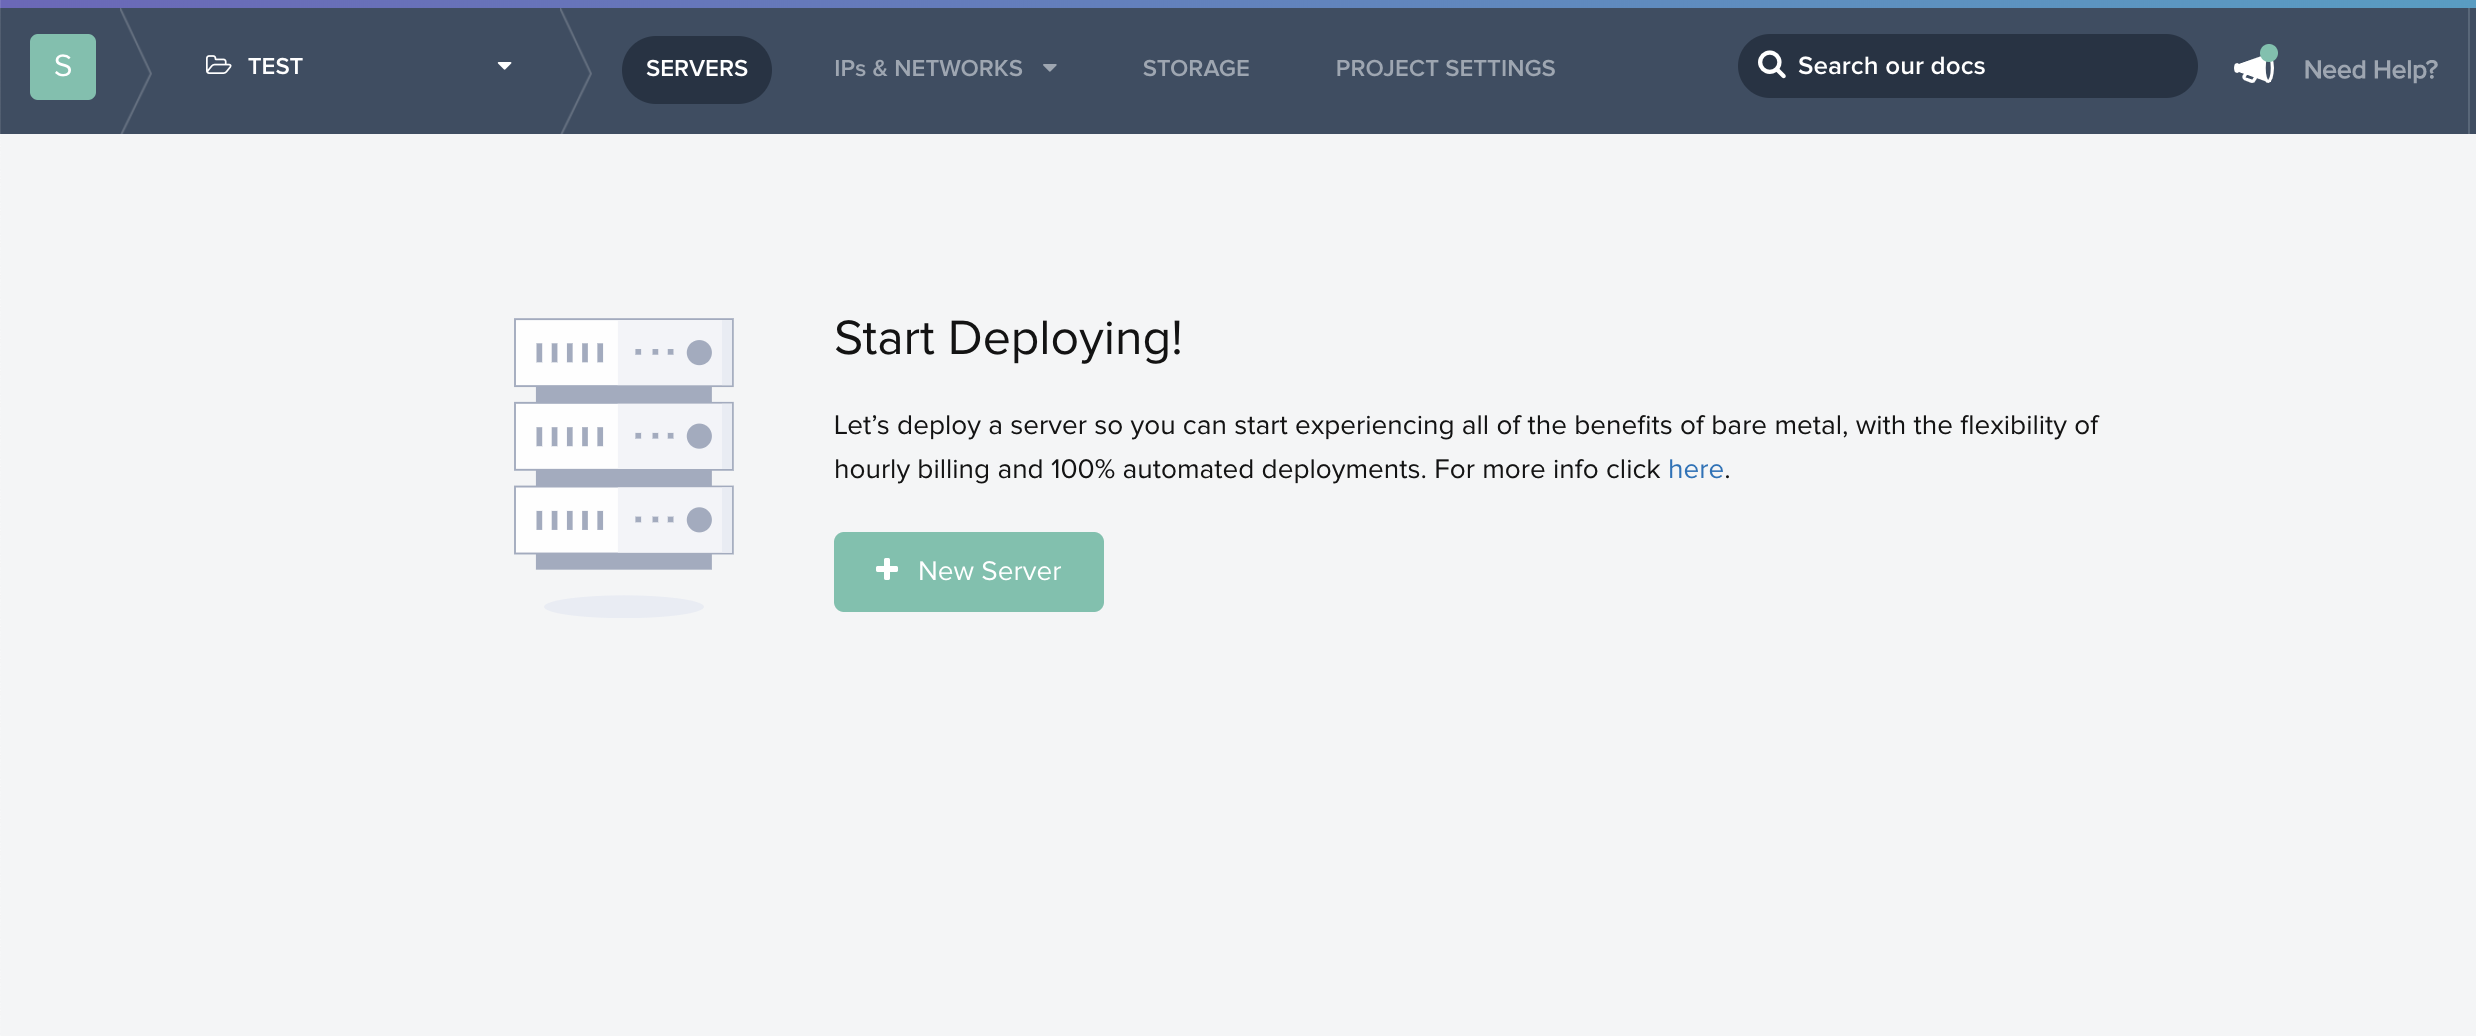 S
TEST
SERVERS
IPs & NETWORKS
STORAGE
PROJECT SETTINGS
Search our docs
Need Help?
Start Deploying!
Let’s deploy a server so you can start experiencing all of the benefits of bare metal, with the flexibility of
hourly billing and 100% automated deployments. For more info click here.
New Server